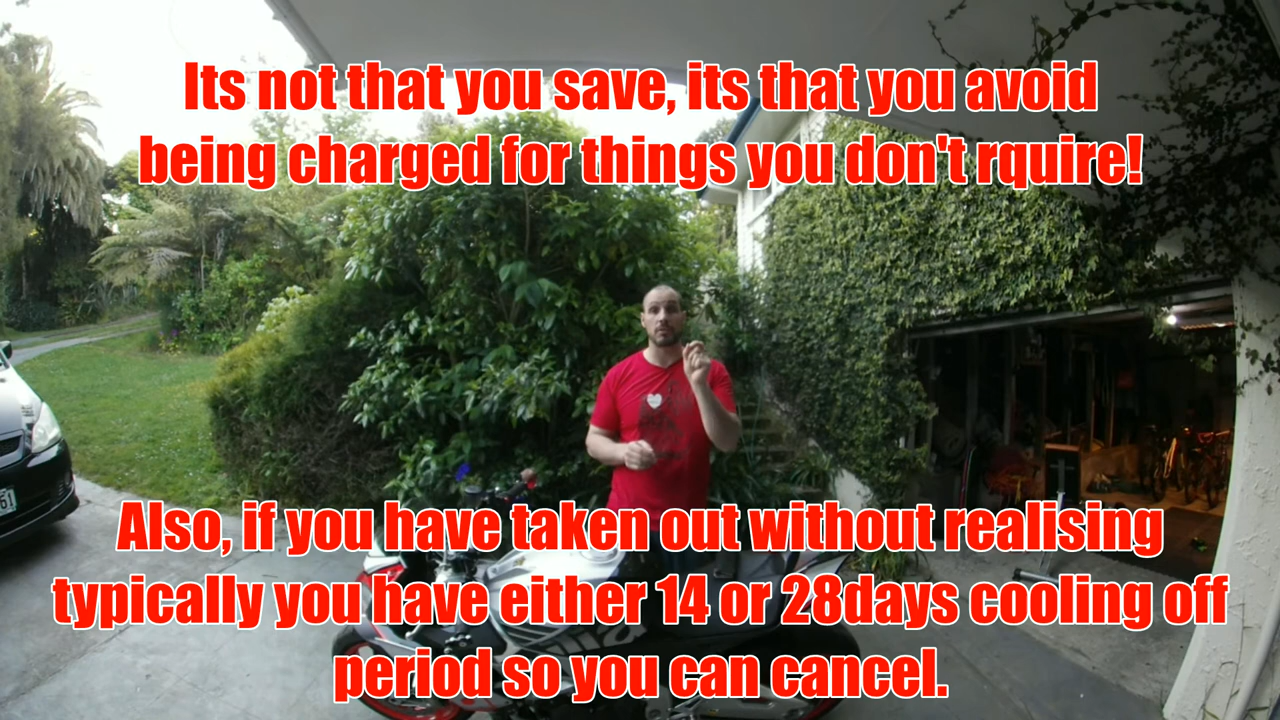 Its not that you save, its that you avoid
being charged for things you don't rquire!
Also, if you have taken out without realising
typically you have either 14 or 28days cooling off
period so you can cancel.